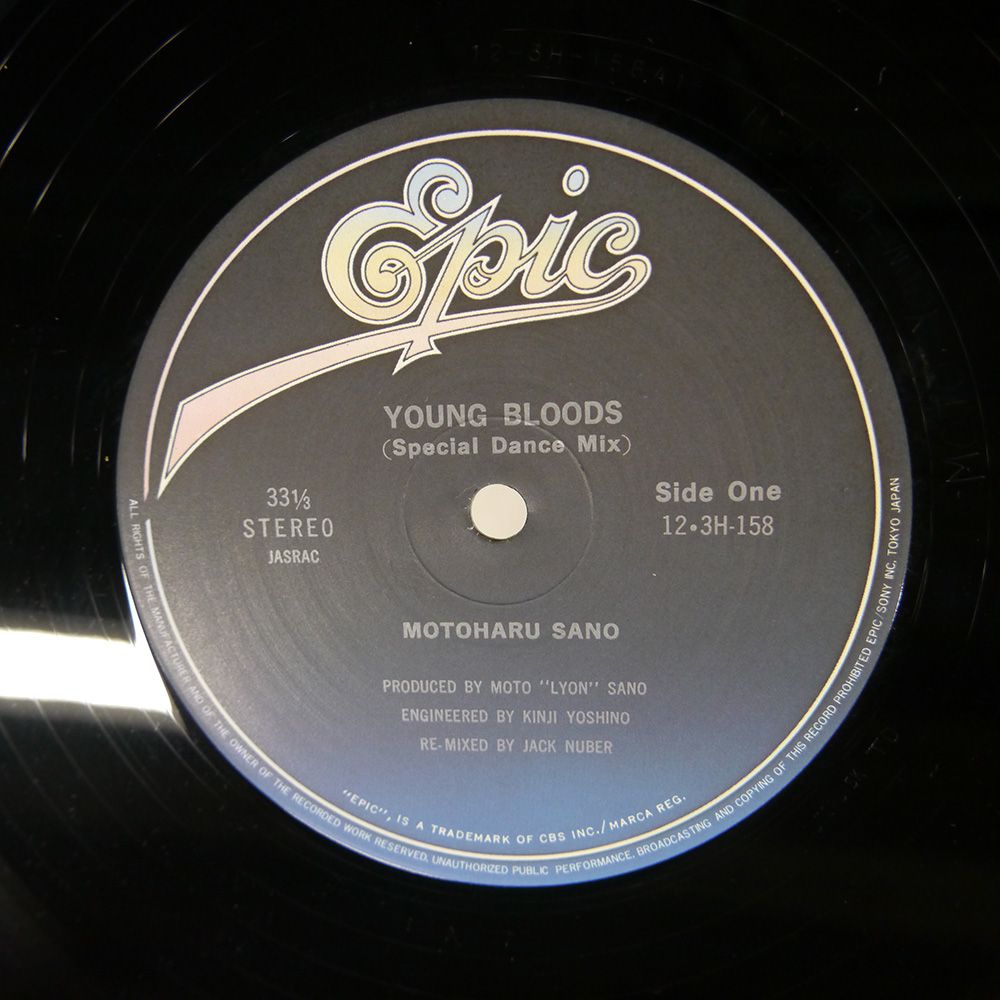 12-3H-158A1
Epic
YOUNG BLOODS
(Special Dance Mix)
33⅓
STEREO
JASRAC
Side One
12•3H-158
MOTOHARU SANO
PRODUCED BY MOTO "LYON" SANO
ENGINEERED BY KINJI YOSHINO
RE-MIXED BY JACK NUBER
"EPIC", IS A TRADEMARK OF CBS INC./MARCA REG.
ALL RIGHTS OF THE MANUFACTURER AND OF THE OWNER OF THE RECORDED WORK RESERVED. UNAUTHORIZED PUBLIC PERFORMANCE, BROADCASTING AND COPYING OF THIS RECORD PROHIBITED EPIC/SONY INC. TOKYO JAPAN